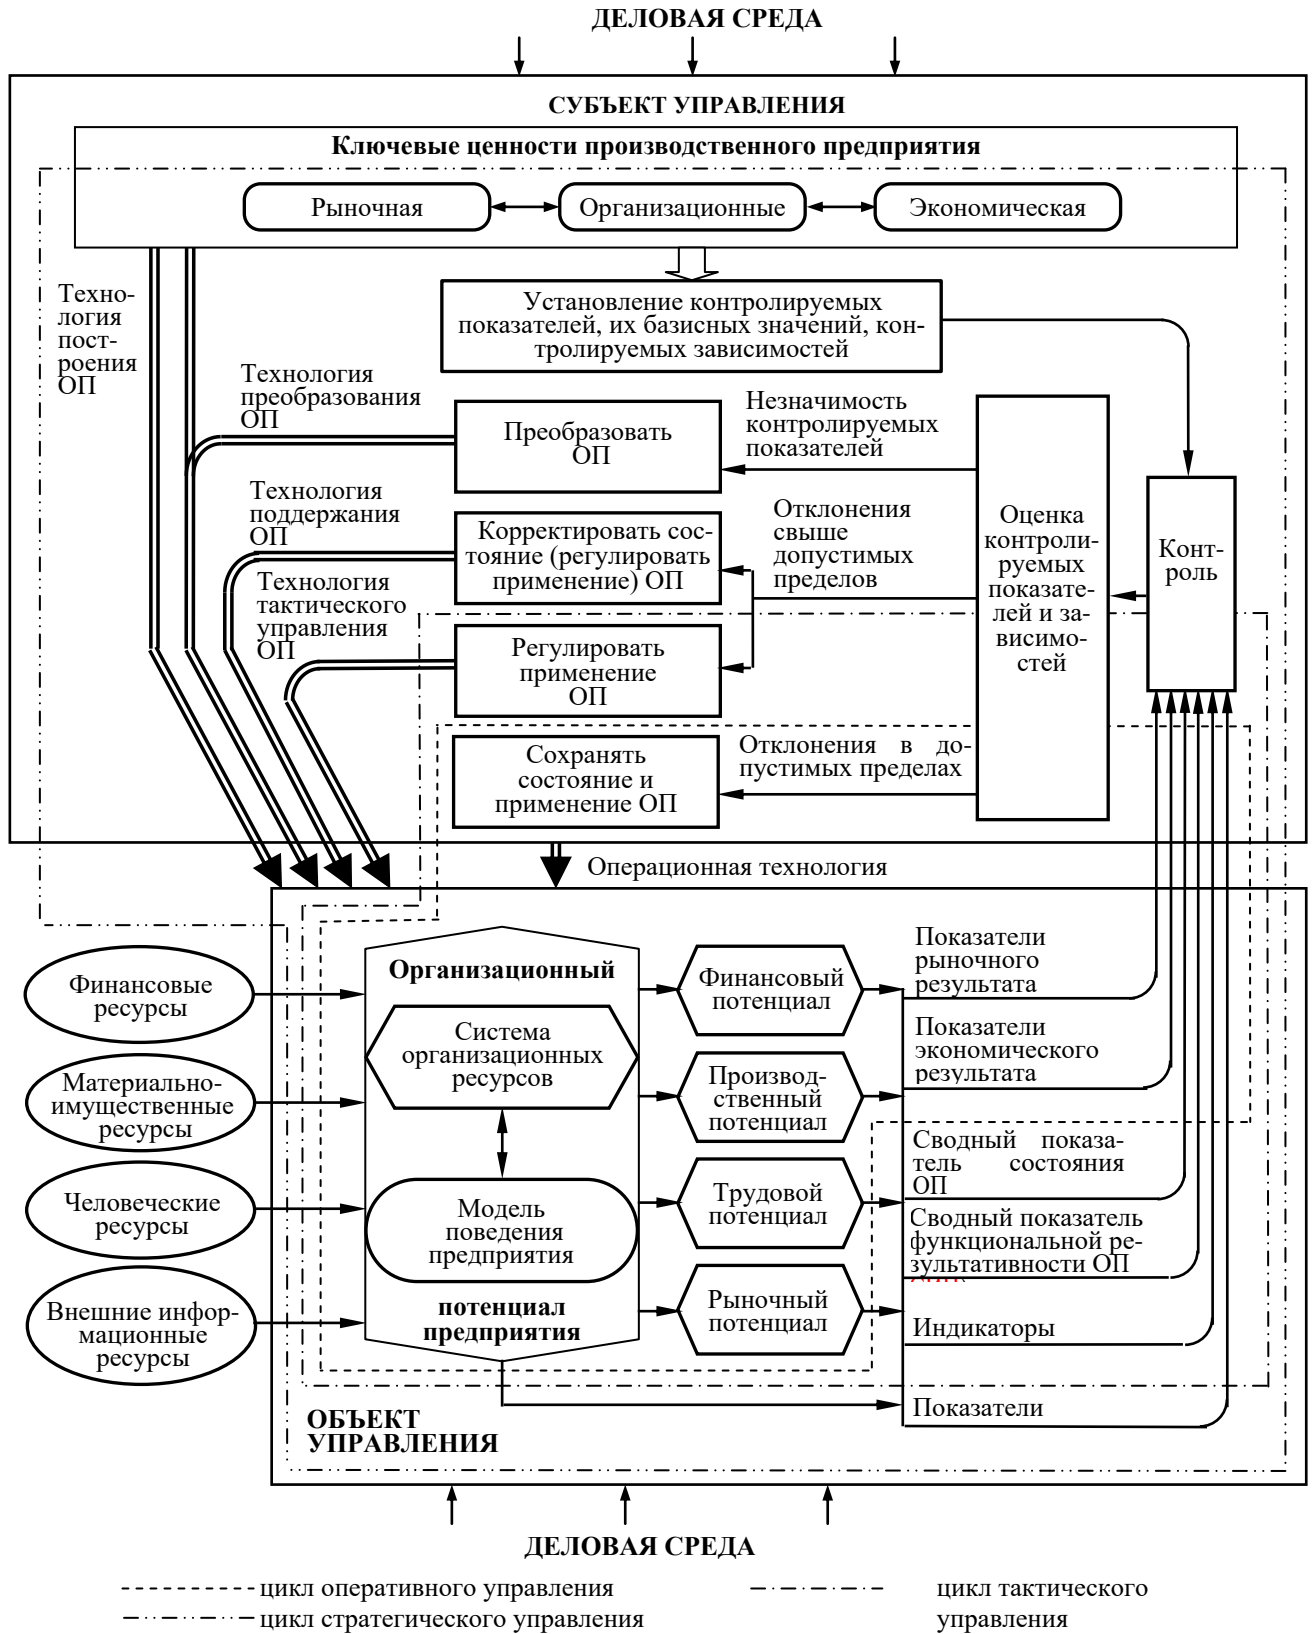 ДЕЛОВАЯ СРЕДА
СУБЪЕКТ УПРАВЛЕНИЯ
Ключевые ценности производственного предприятия
Рыночная
Организационные
Экономическая
Техно-
логия
пост-
роения
ОП
Установление контролируемых
показателей, их базисных значений, кон-
тролируемых зависимостей
Технология
преобразования
ОП
Преобразовать
ОП
Незначимость
контролируемых
показателей
Технология
поддержания
ОП
Корректировать сос-
тояние (регулировать
применение) ОП
Отклонения
свыше
допустимых
пределов
Оценка
контроли-
руемых
показате-
лей и за-
висимо-
стей
Конт-
роль
Технология
тактического
управления
ОП
Регулировать
применение
ОП
Сохранять
состояние и
применение ОП
Отклонения в до-
пустимых пределах
Операционная технология
Финансовые
ресурсы
Материально-
имущественные
ресурсы
Человеческие
ресурсы
Внешние инфор-
мационные
ресурсы
Организационный
Система
организационных
ресурсов
Модель
поведения
предприятия
потенциал
предприятия
Финансовый
потенциал
Производ-
ственный
потенциал
Трудовой
потенциал
Рыночный
потенциал
Показатели
рыночного
результата
Показатели
экономического
результата
Сводный показа-
тель состояния
ОП
Сводный показатель
функциональной ре-
зультативности ОП
Индикаторы
Показатели
ОБЪЕКТ
УПРАВЛЕНИЯ
ДЕЛОВАЯ СРЕДА
цикл оперативного управления
цикл стратегического управления
цикл тактического
управления